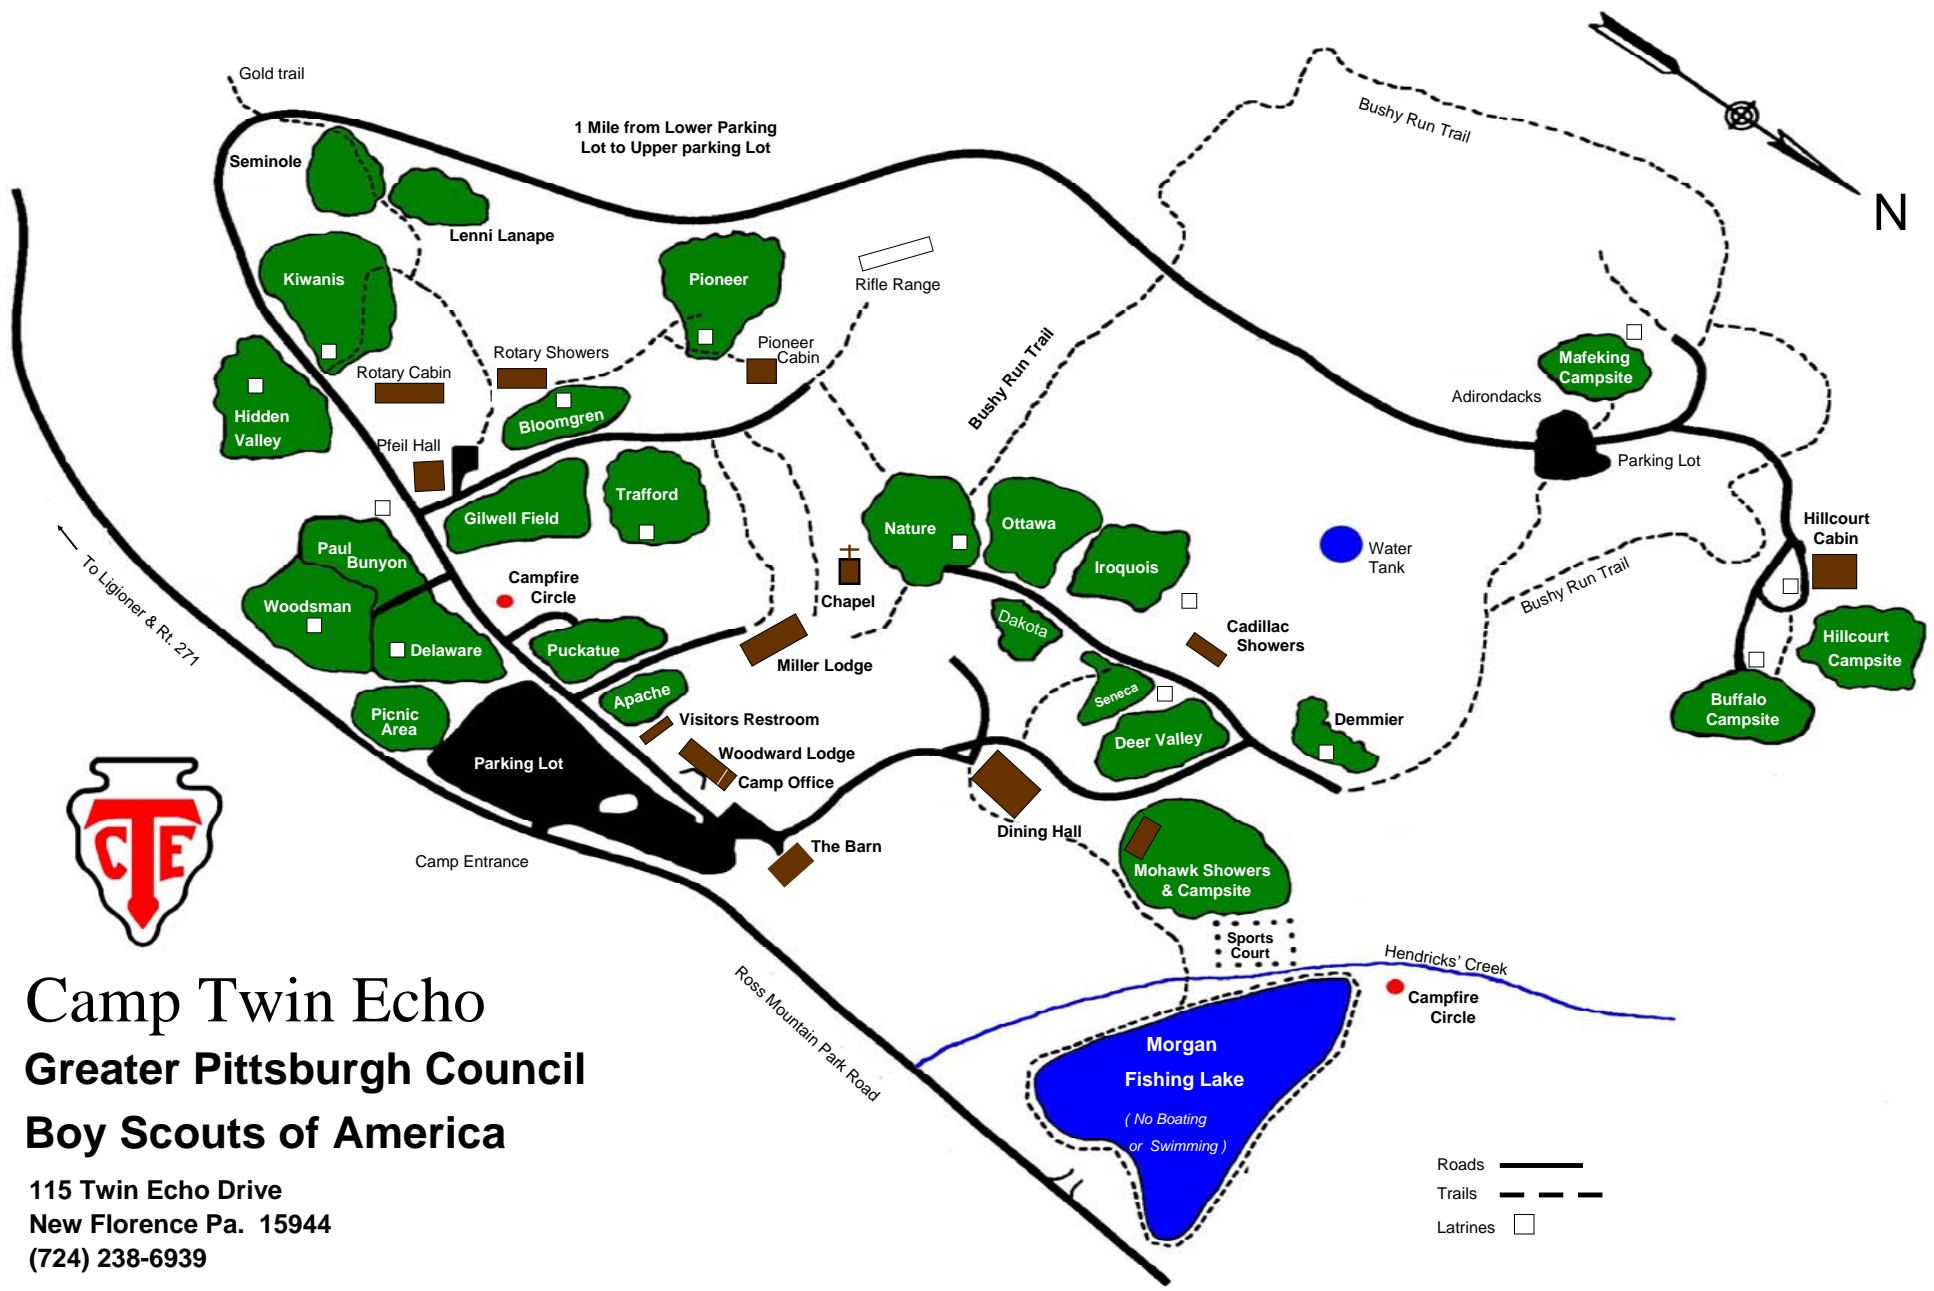 Gold trail
1 Mile from Lower Parking
Lot to Upper parking Lot
Bushy Run Trail
N
Seminole
Lenni Lanape
Kiwanis
Pioneer
Rifle Range
Bushy Run Trail
Pioneer
Cabin
Rotary Showers
Rotary Cabin
Mafeking
Campsite
Adirondacks
Hidden
Valley
Bloomgren
Pfeil Hall
Parking Lot
Gilwell Field
Trafford
Nature
Ottawa
Iroquois
Water
Tank
Hillcourt
Cabin
Paul
Bunyon
Woodsman
Campfire
Circle
Chapel
Dakota
Bushy Run Trail
To Ligioner & Rt. 271
Delaware
Puckatue
Miller Lodge
Cadillac
Showers
Hillcourt
Campsite
Apache
Seneca
Buffalo
Campsite
Picnic
Area
Visitors Restroom
Deer Valley
Demmier
Parking Lot
Woodward Lodge
Camp Office
Dining Hall
The Barn
Camp Entrance
Mohawk Showers
& Campsite
CTE
Sports
Court
Hendricks' Creek
Campfire
Circle
Ross Mountain Park Road
Morgan
Fishing Lake
( No Boating
or Swimming )
Camp Twin Echo
Greater Pittsburgh Council
Boy Scouts of America
115 Twin Echo Drive
New Florence Pa. 15944
(724) 238-6939
Roads
Trails
Latrines